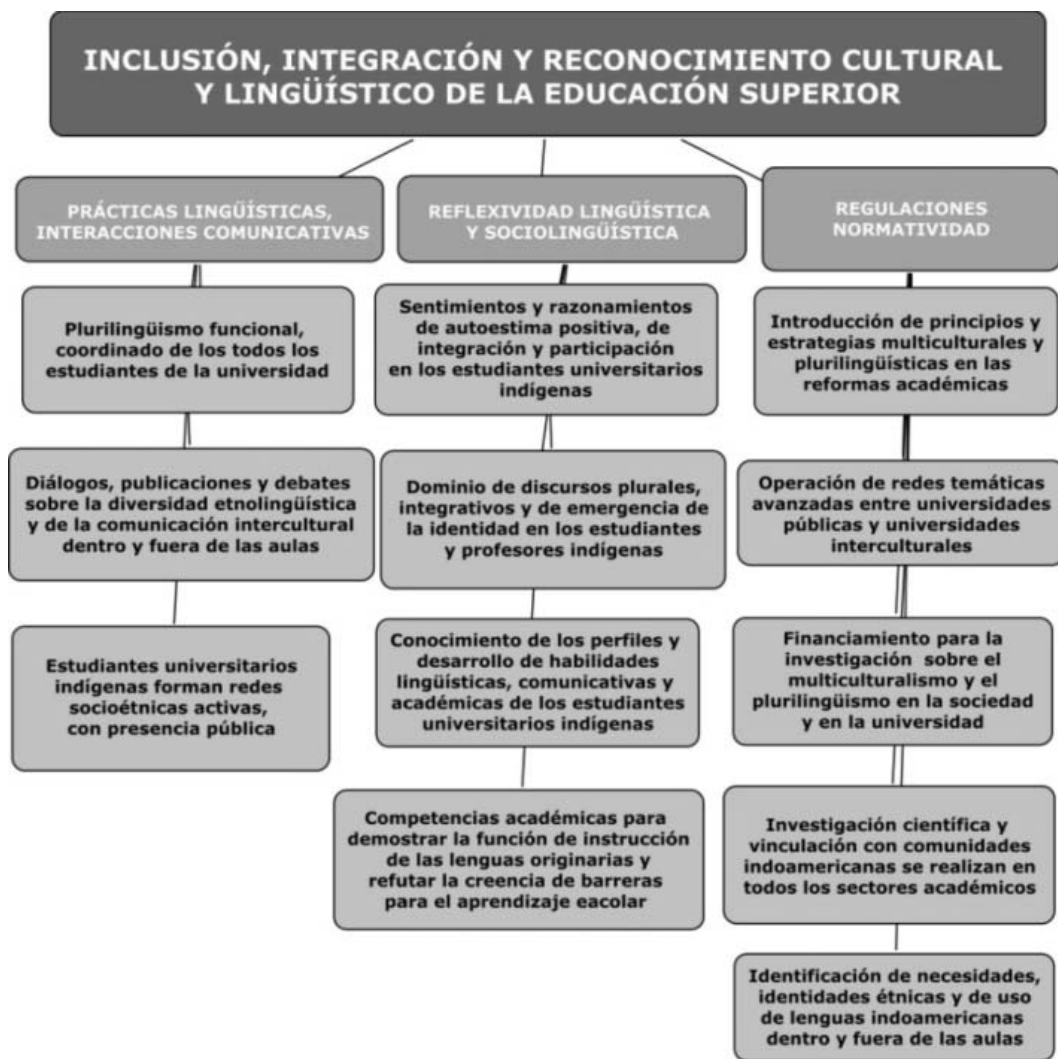 INCLUSIÓN, INTEGRACIÓN Y RECONOCIMIENTO CULTURAL
Y LINGÜÍSTICO DE LA EDUCACIÓN SUPERIOR
PRÁCTICAS LINGÜÍSTICAS,
INTERACCIONES COMUNICATIVAS
Plurilingüismo funcional,
coordinado de los todos los
estudiantes de la universidad
Diálogos, publicaciones y debates
sobre la diversidad etnolingüística
y de la comunicación intercultural
dentro y fuera de las aulas
Estudiantes universitarios
indígenas forman redes
socioétnicas activas,
con presencia pública
REFLEXIVIDAD LINGÜÍSTICA
Y SOCIOLINGÜÍSTICA
Sentimientos y razonamientos
de autoestima positiva, de
integración y participación
en los estudiantes universitarios
indígenas
Dominio de discursos plurales,
integrativos y de emergencia de
la identidad en los estudiantes
y profesores indígenas
Conocimiento de los perfiles y
desarrollo de habilidades
lingüísticas, comunicativas y
académicas de los estudiantes
universitarios indígenas
Competencias académicas para
demostrar la función de instrucción
de las lenguas originarias y
refutar la creencia de barreras
para el aprendizaje eacolar
REGULACIONES
NORMATIVIDAD
Introducción de principios y
estrategias multiculturales y
plurilingüísticas en las
reformas académicas
Operación de redes temáticas
avanzadas entre universidades
públicas y universidades
interculturales
Financiamiento para la
investigación sobre el
multiculturalismo y el
plurilingüismo en la sociedad
y en la universidad
Investigación científica y
vinculación con comunidades
indoamericanas se realizan en
todos los sectores académicos
Identificación de necesidades,
identidades étnicas y de uso
de lenguas indoamericanas
dentro y fuera de las aulas